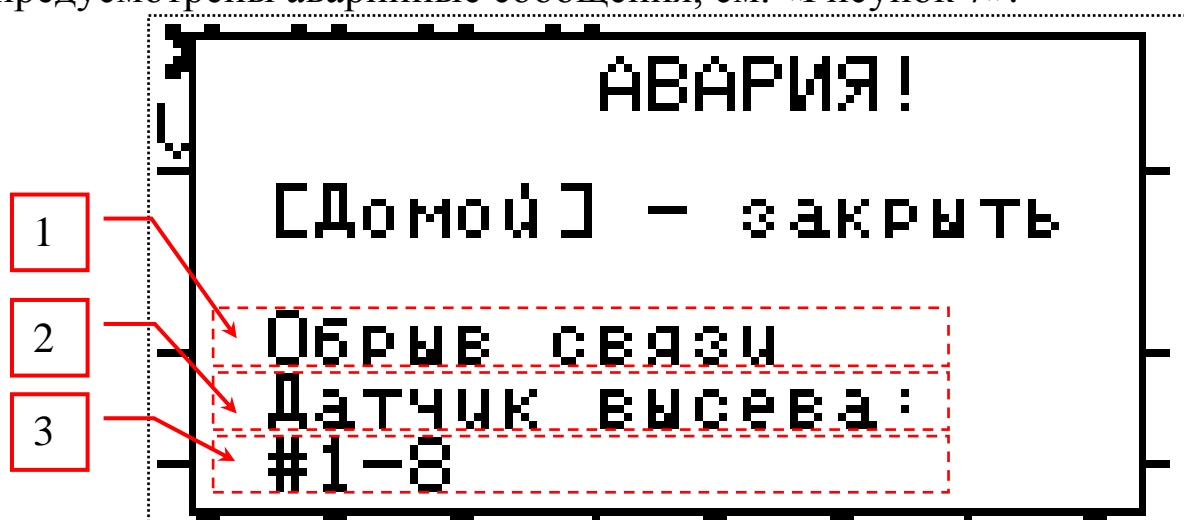 предусмотрены аварийные сообщения, см. «Рисунок 7».
АВАРИЯ!
[Домой] - закрыть
1
Обрыв связи
2
Датчик высева:
3
#1-8